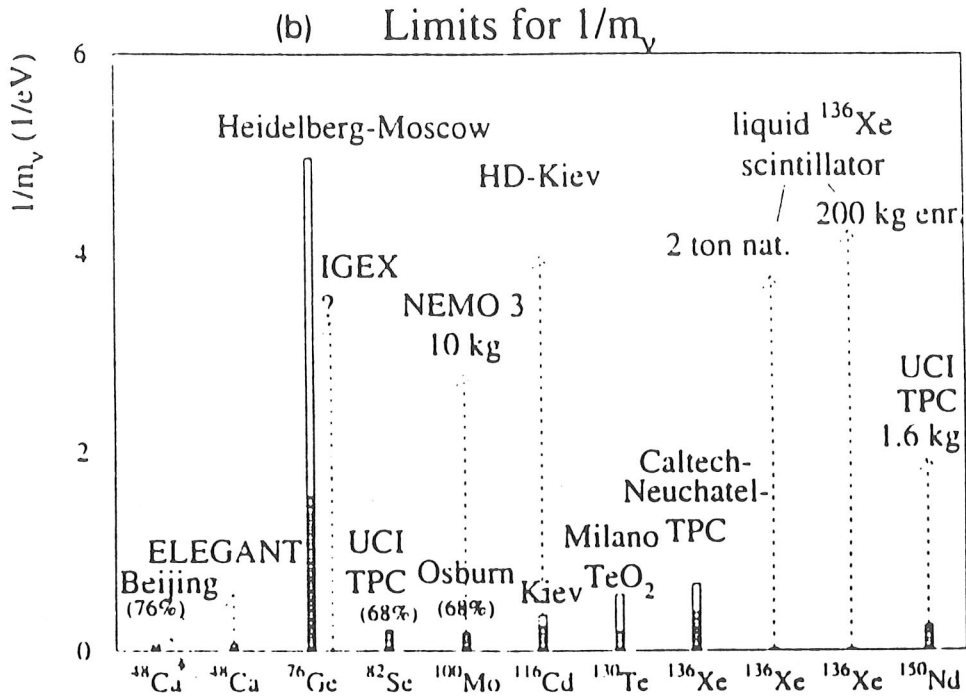 (b) Limits for 1/mν
1/mν (1/eV)
6
4
2
0
Heidelberg-Moscow
IGEX
?
NEMO 3
10 kg
HD-Kiev
liquid ¹³⁶Xe
scintillator
2 ton nat.
200 kg enr.
UCI
TPC
1.6 kg
Caltech-
Neuchatel-
TPC
ELEGANT
Beijing
(76%)
UCI
TPC
(68%)
Osburn
(68%)
Kiev
Milano
TeO₂
⁴⁸Ca ⁴⁸Ca ⁷⁶Ge ⁸²Se ¹⁰⁰Mo ¹¹⁶Cd ¹³⁰Te ¹³⁶Xe ¹³⁶Xe ¹³⁶Xe ¹⁵⁰Nd